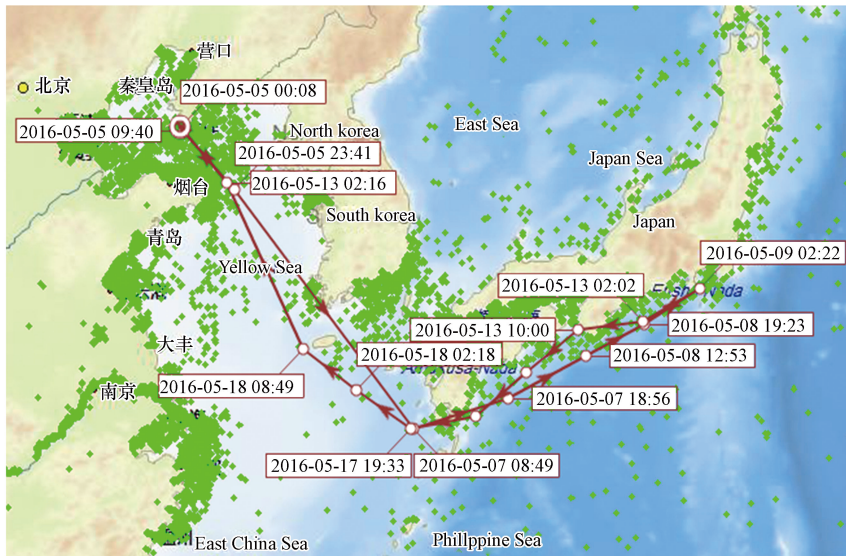 营口
北京
秦皇岛
2016-05-05 00:08
East Sea
2016-05-05 09:40
North korea
2016-05-05 23:41
Japan Sea
烟台
2016-05-13 02:16
South korea
Japan
青岛
Yellow Sea
2016-05-09 02:22
2016-05-13 02:02
2016-05-13 10:00
2016-05-08 19:23
大丰
2016-05-18 02:18
2016-05-08 12:53
2016-05-18 08:49
南京
2016-05-07 18:56
2016-05-17 19:33
2016-05-07 08:49
East China Sea
Phillppine Sea